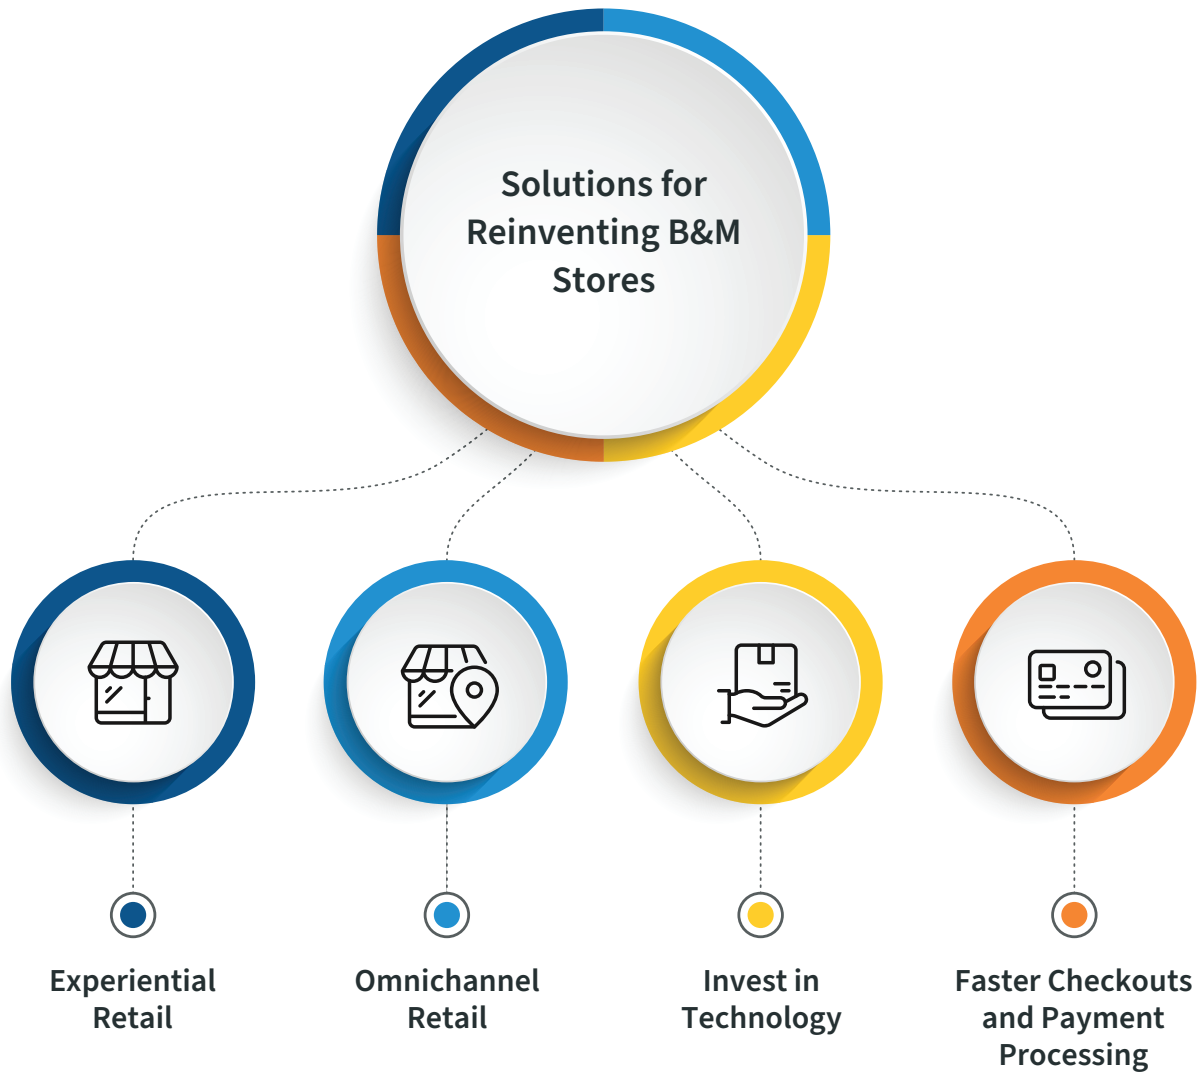 Solutions for
Reinventing B&M
Stores
Experiential
Retail
Omnichannel
Retail
Invest in
Technology
Faster Checkouts
and Payment
Processing